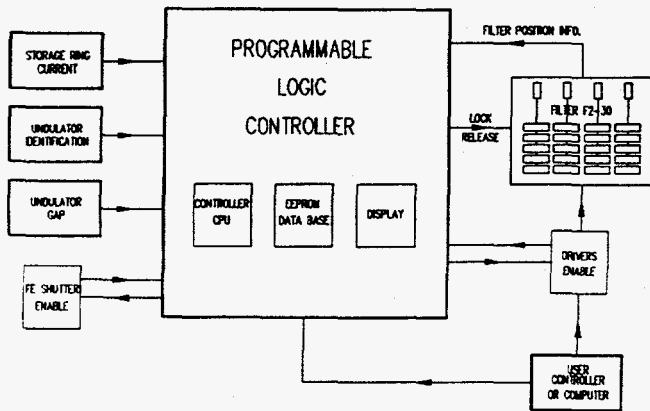 STORAGE RING
CURRENT
UNDULATOR
IDENTIFICATION
UNDULATOR
GAP
FE SHUTTER
ENABLE
PROGRAMMABLE
LOGIC
CONTROLLER
CONTROLLER
CPU
EEPROM
DATA BASE
DISPLAY
FILTER POSITION INFO.
LOCK
RELEASE
FILTER F2-30
DRIVERS
ENABLE
USER
CONTROLLER
OR COMPUTER